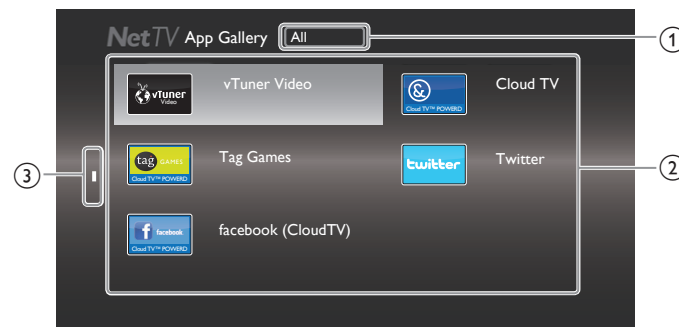 NetTV App Gallery All
1
vTuner Video
vTuner Video
&
Cloud TV™ POWERD
Cloud TV
tag GAMES
Cloud TV™ POWERD
Tag Games
twitter
Twitter
2
3
f facebook
Cloud TV™ POWERD
facebook (CloudTV)